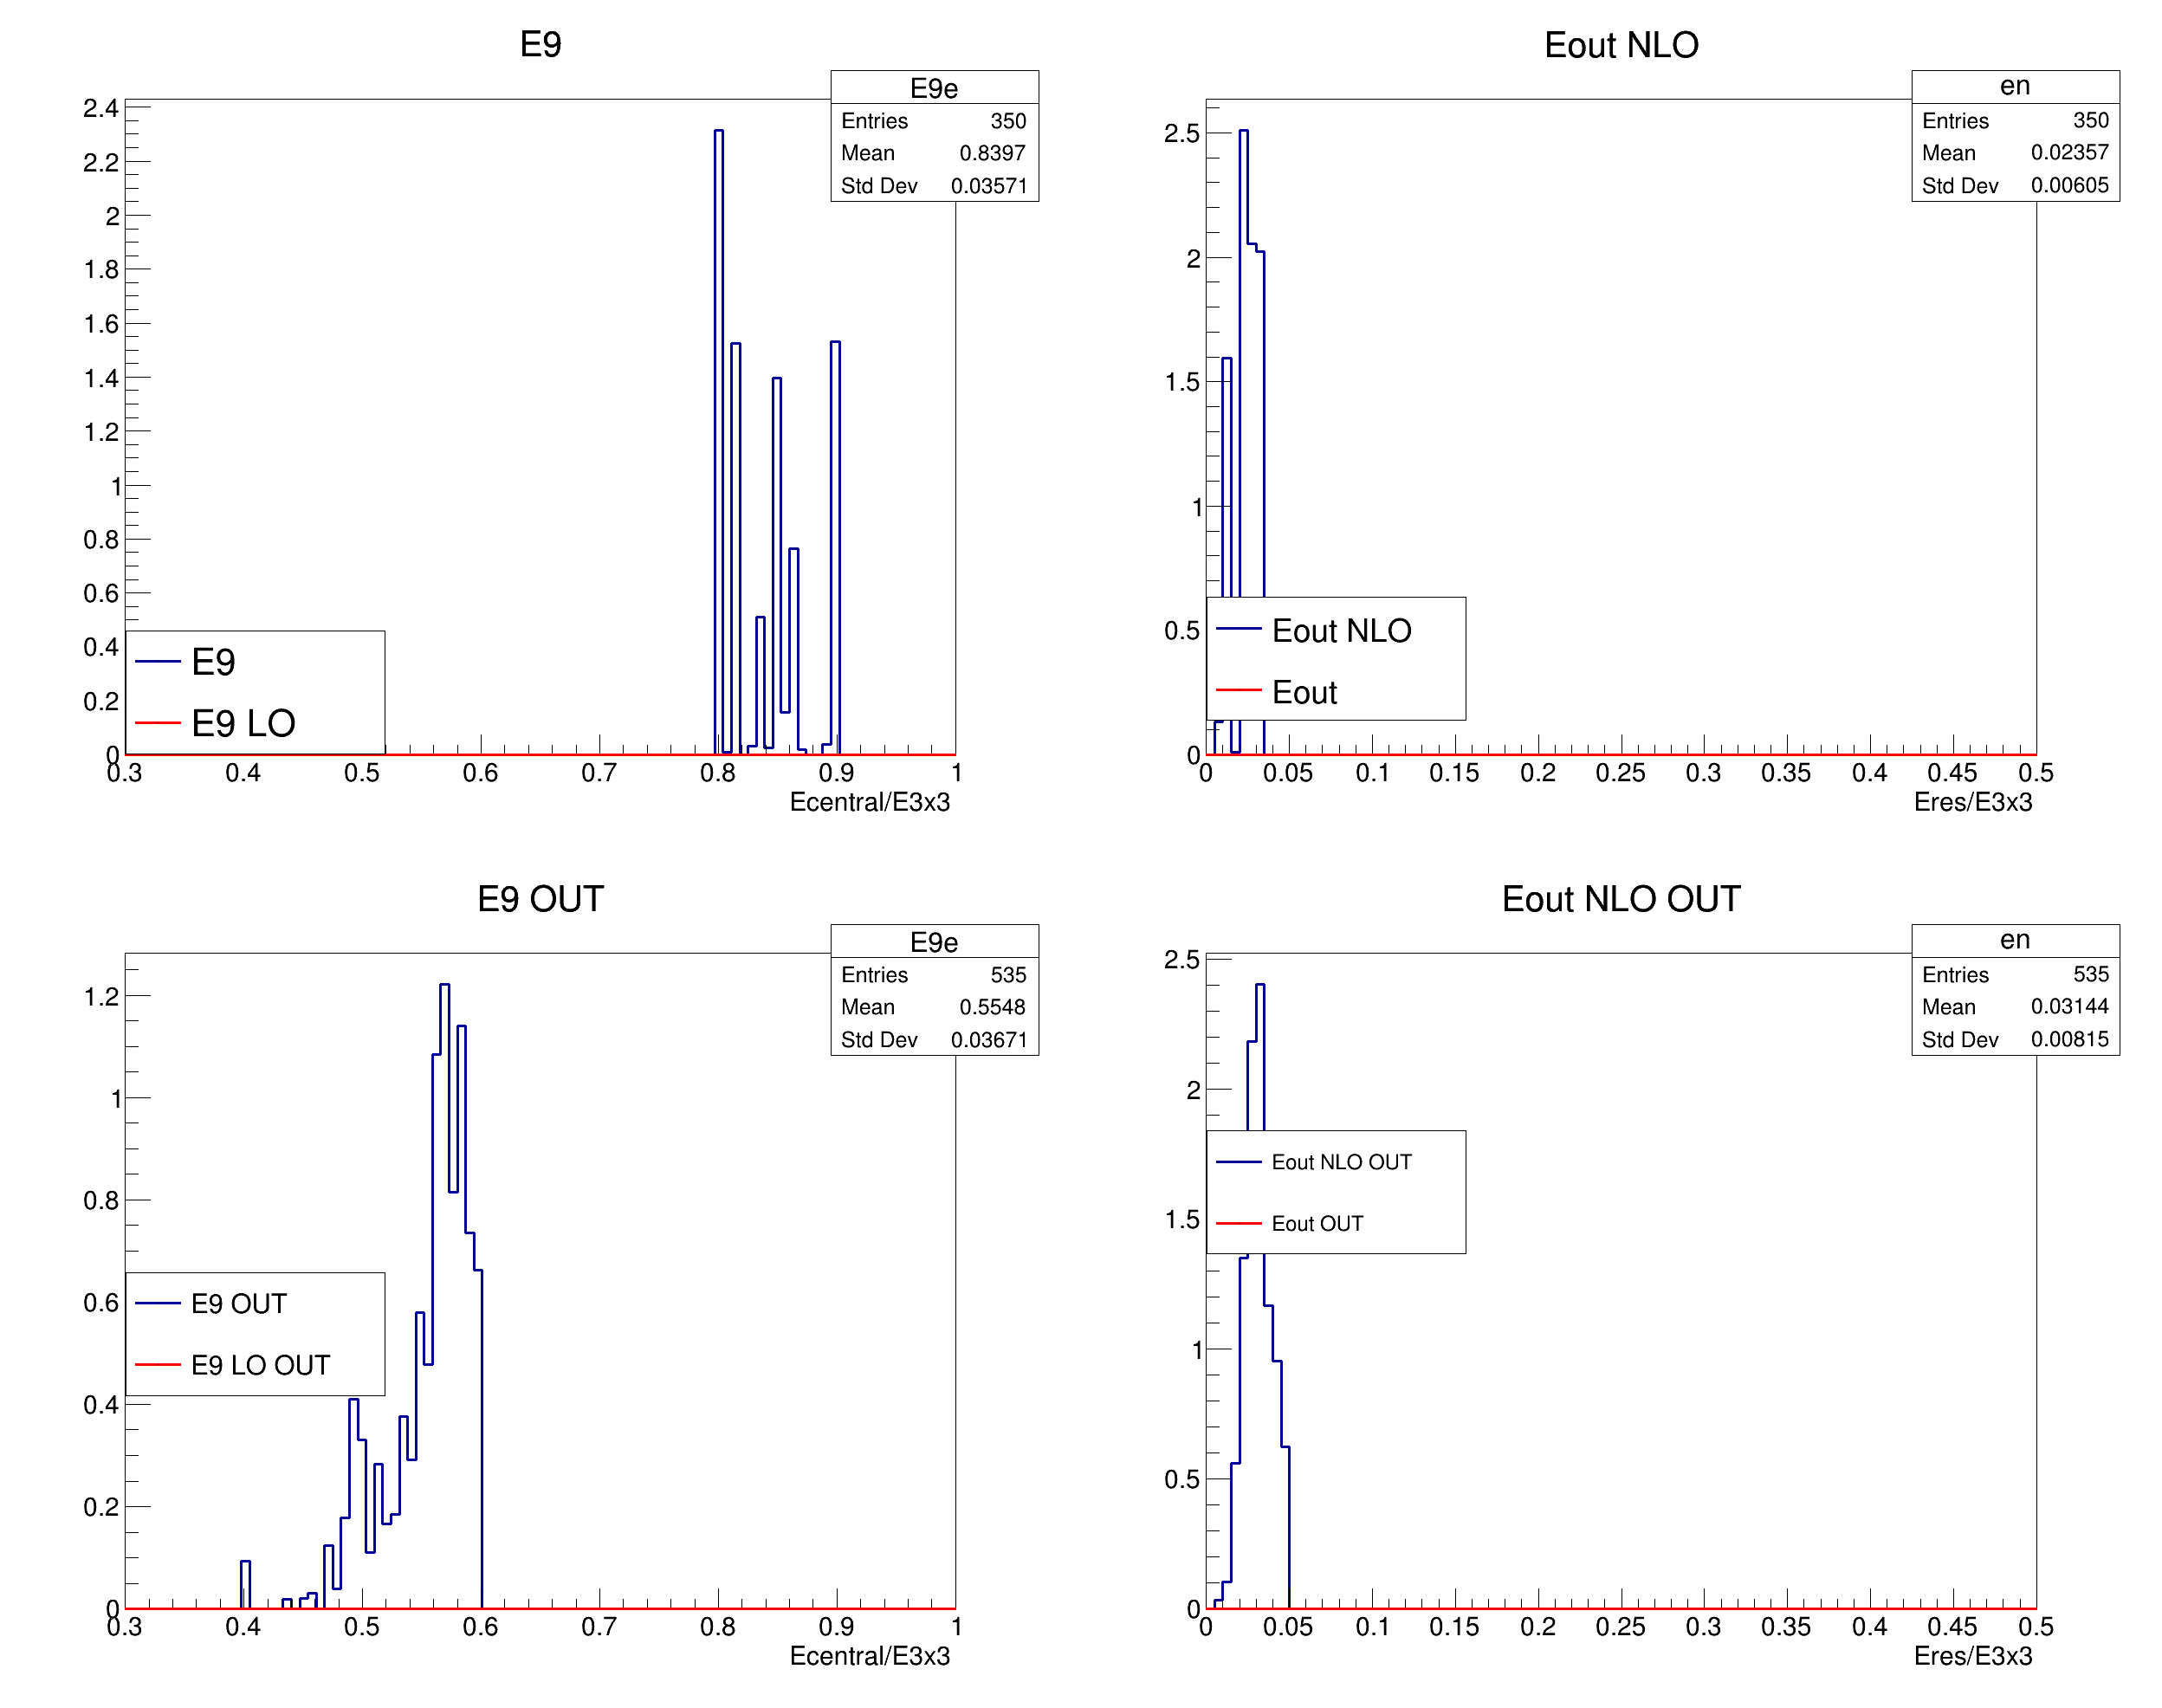 E9
E9e
Entries 350
Mean 0.8397
Std Dev 0.03571
2.4
2.2
2
1.8
1.6
1.4
1.2
1
0.8
0.6
0.4
0.2
0
E9
E9 LO
0.3 0.4 0.5 0.6 0.7 0.8 0.9 1
Ecentral/E3x3
Eout NLO
en
Entries 350
Mean 0.02357
Std Dev 0.00605
2.5
2
1.5
1
0.5
0
Eout NLO
Eout
0 0.05 0.1 0.15 0.2 0.25 0.3 0.35 0.4 0.45 0.5
Eres/E3x3
E9 OUT
E9e
Entries 535
Mean 0.5548
Std Dev 0.03671
1.2
1
0.8
0.6
0.4
0.2
0
E9 OUT
E9 LO OUT
0.3 0.4 0.5 0.6 0.7 0.8 0.9 1
Ecentral/E3x3
Eout NLO OUT
en
Entries 535
Mean 0.03144
Std Dev 0.00815
2.5
2
1.5
1
0.5
0
Eout NLO OUT
Eout OUT
0 0.05 0.1 0.15 0.2 0.25 0.3 0.35 0.4 0.45 0.5
Eres/E3x3